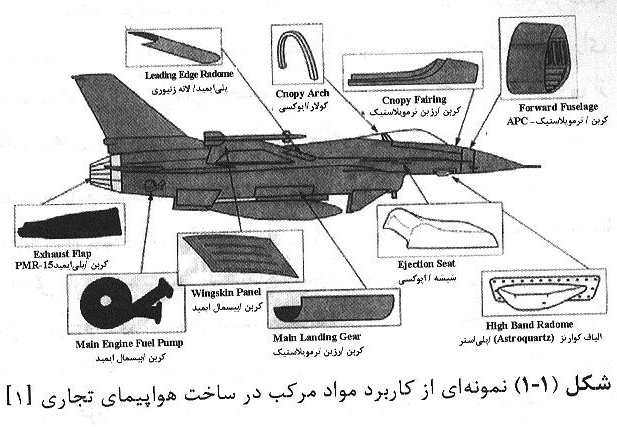 Leading Edge Radome
پلی‌ایمید/ لانه زنبوری
Cnopy Arch
کولار/اپوکسی
Cnopy Fairing
کربن /رزین ترموپلاستیک
Forward Fuselage
کربن / ترموپلاستیک - APC
Exhaust Flap
کربن /پلی‌ایمید PMR-15
Main Engine Fuel Pump
کربن /بیسمال ایمید
Wingskin Panel
کربن /بیسمال ایمید
Main Landing Gear
کربن /رزین ترموپلاستیک
Ejection Seat
شیشه / اپوکسی
High Band Radome
الیاف کوارتز (Astroquartz) /پلی‌استر
شکل (۱-۱) نمونه‌ای از کاربرد مواد مرکب در ساخت هواپیمای تجاری [۱]